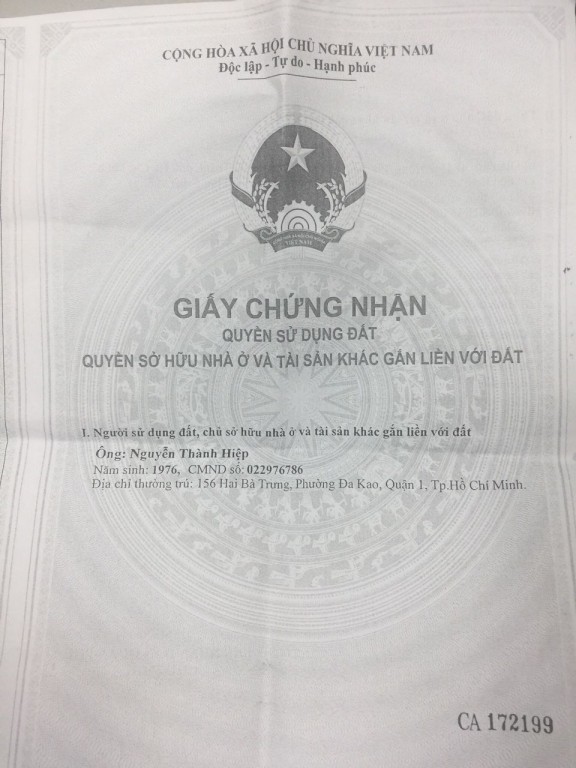 CỘNG HÒA XÃ HỘI CHỦ NGHĨA VIỆT NAM
Độc lập - Tự do - Hạnh phúc
VIỆT NAM
GIẤY CHỨNG NHẬN
QUYỀN SỬ DỤNG ĐẤT
QUYỀN SỞ HỮU NHÀ Ở VÀ TÀI SẢN KHÁC GẮN LIỀN VỚI ĐẤT
I. Người sử dụng đất, chủ sở hữu nhà ở và tài sản khác gắn liền với đất
Ông: Nguyễn Thành Hiệp
Năm sinh: 1976, CMND số: 022976786
Địa chỉ thường trú: 156 Hai Bà Trưng, Phường Đa Kao, Quận 1, Tp.Hồ Chí Minh.
CA 172199